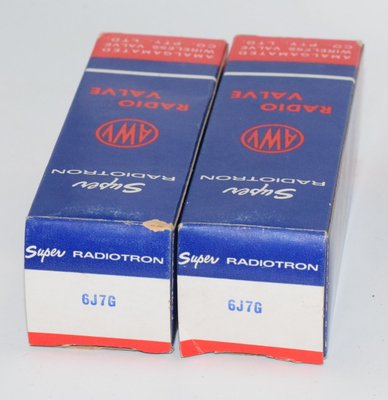 AMALGAMATED
WIRELESS VALVE
CO PTY LTD
RADIO
VALVE
AWV
Super
RADIOTRON
Super RADIOTRON
6J7G
AMALGAMATED
WIRELESS VALVE
CO PTY LTD
RADIO
VALVE
AWV
Super
RADIOTRON
Super RADIOTRON
6J7G